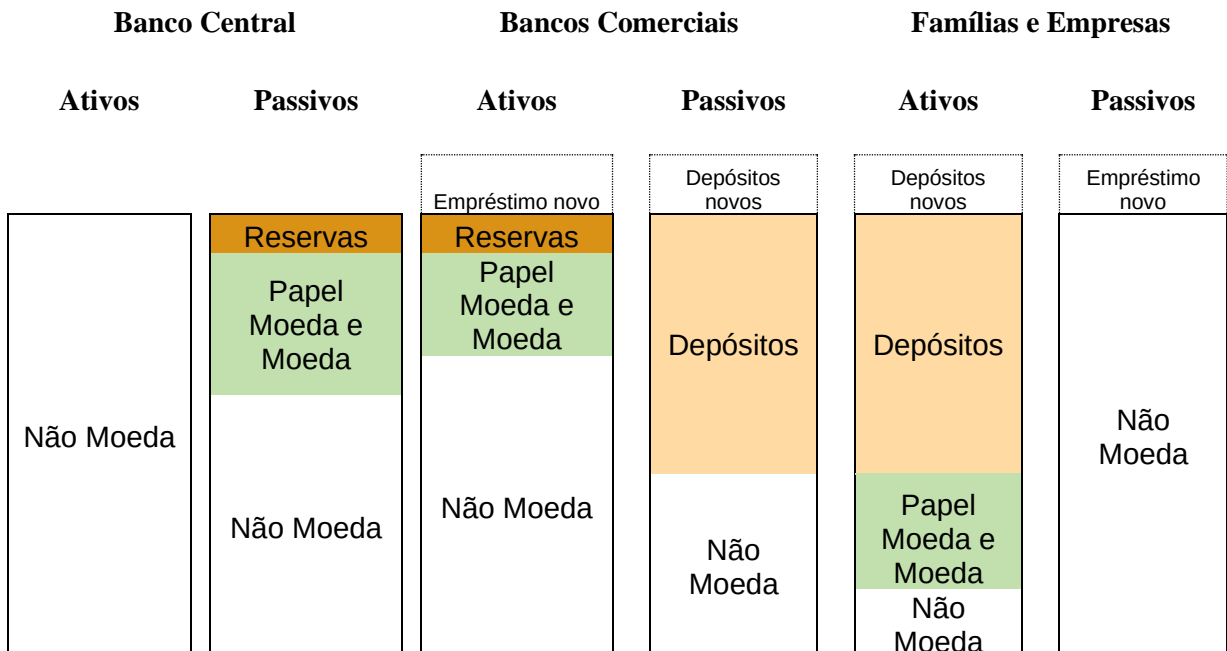 Banco Central
Bancos Comerciais
Famílias e Empresas
Ativos
Passivos
Ativos
Passivos
Ativos
Passivos
Empréstimo novo
Depósitos
novos
Depósitos
novos
Empréstimo
novo
Não Moeda
Reservas
Papel
Moeda e
Moeda
Não Moeda
Reservas
Papel
Moeda e
Moeda
Não Moeda
Depósitos
Não
Moeda
Depósitos
Papel
Moeda e
Moeda
Não
Moeda
Não
Moeda